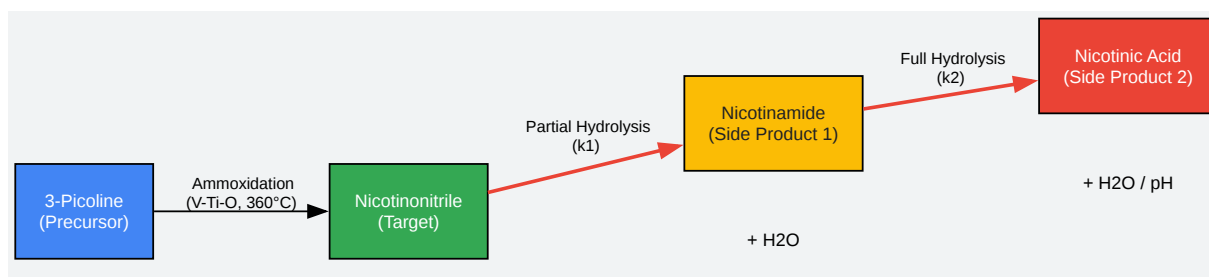 3-Picoline
(Precursor)
Ammoxidation
(V-Ti-O, 360°C)
Nicotinonitrile
(Target)
Partial Hydrolysis
(k1)
Nicotinamide
(Side Product 1)
+ H2O
Full Hydrolysis
(k2)
Nicotinic Acid
(Side Product 2)
+ H2O / pH